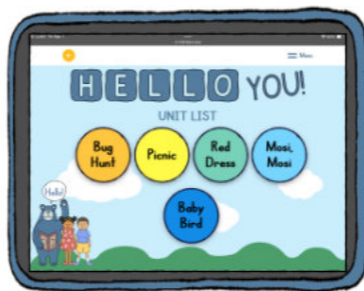 Menu
HELLO YOU!
UNIT LIST
Bug
Hunt
Picnic
Red
Dress
Mosi,
Mosi
Baby
Bird
Hello!